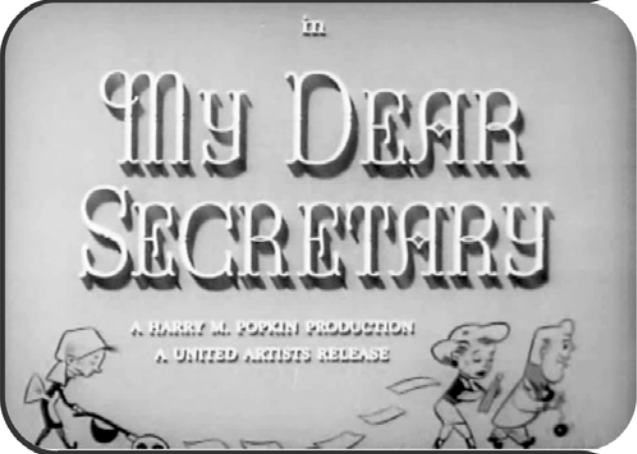 in
My Dear
Secretary
A HARRY M. POPKIN PRODUCTION
A UNITED ARTISTS RELEASE